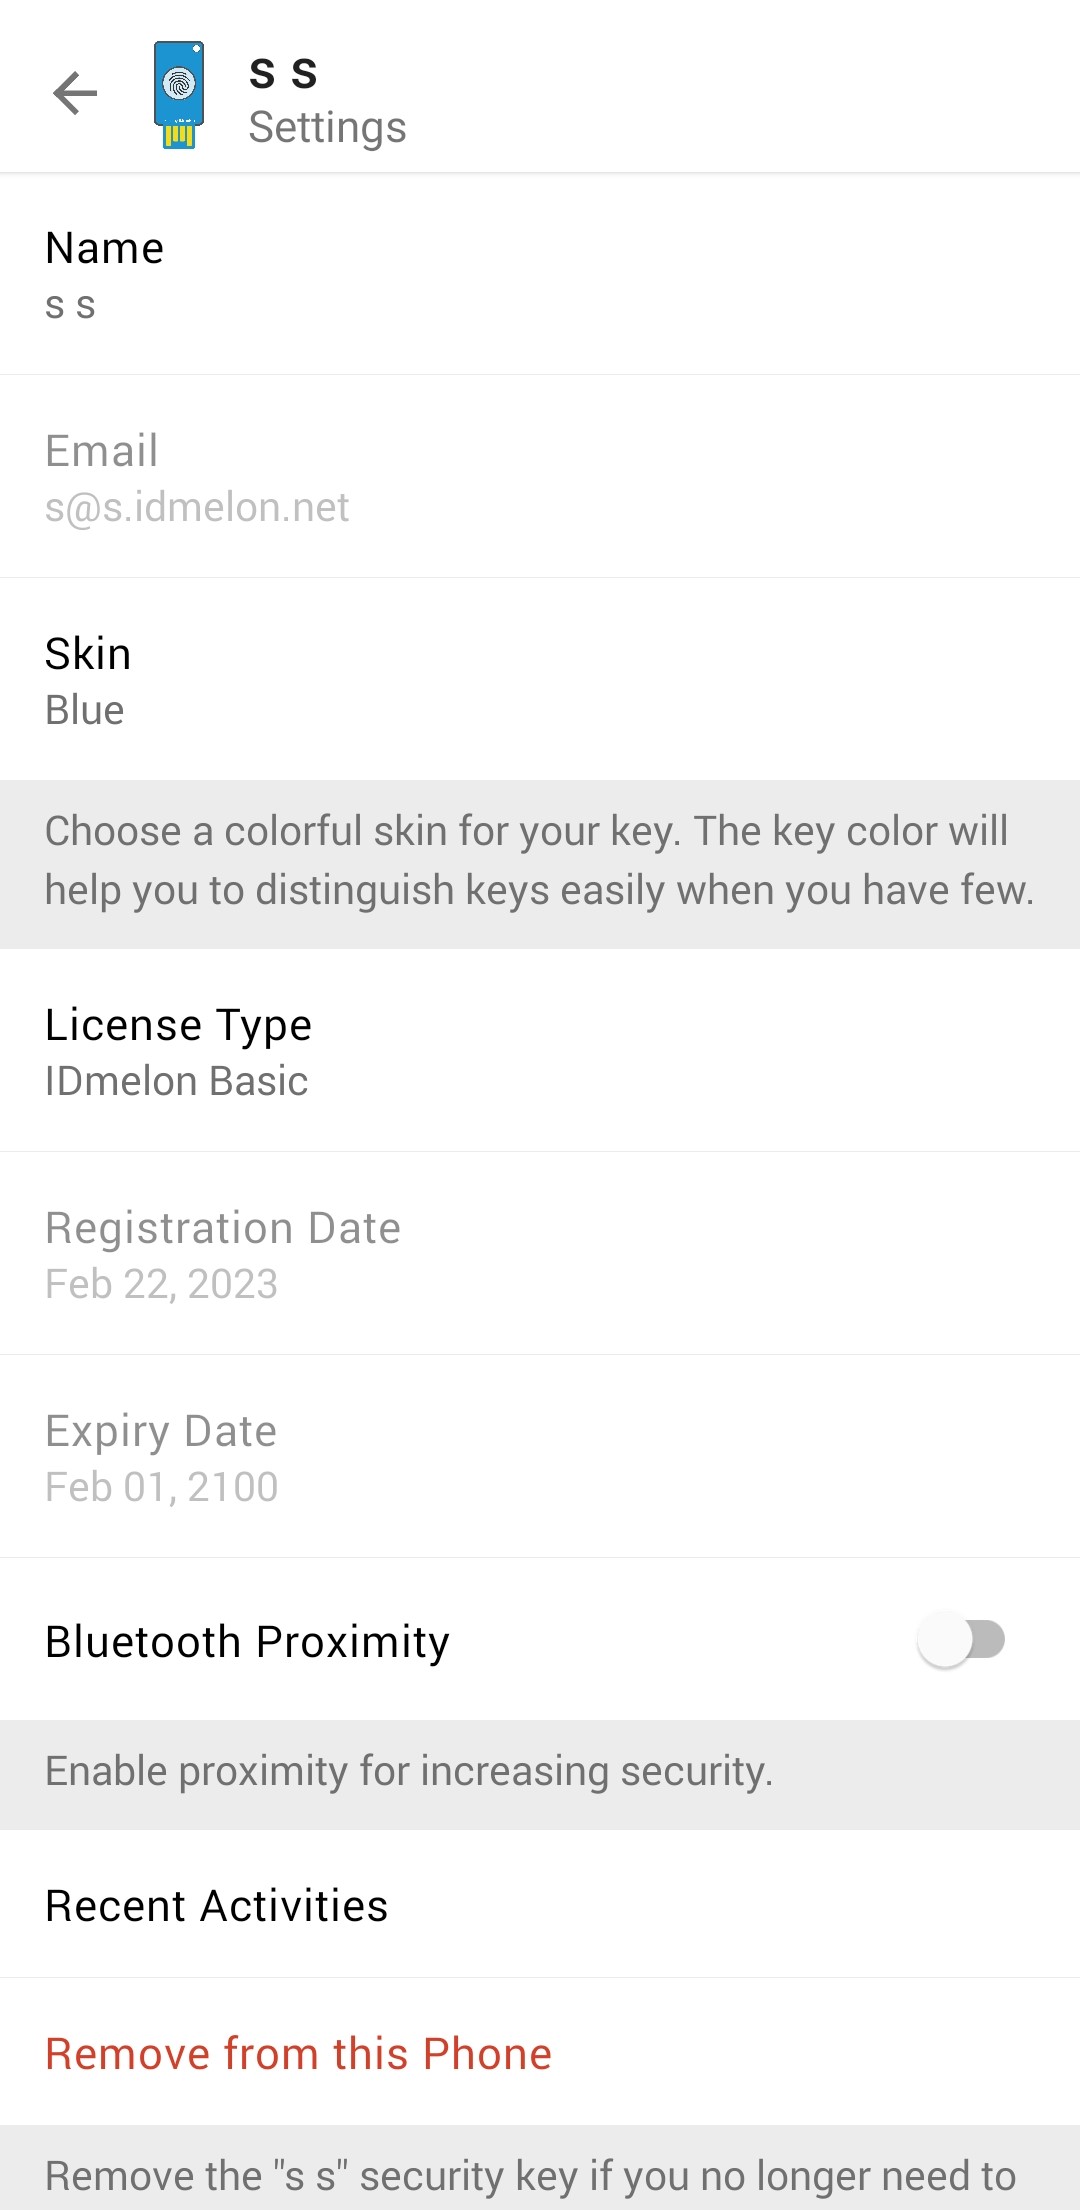 s s
Settings
Name
s s
Email
s@s.idmelon.net
Skin
Blue
Choose a colorful skin for your key. The key color will
help you to distinguish keys easily when you have few.
License Type
IDmelon Basic
Registration Date
Feb 22, 2023
Expiry Date
Feb 01, 2100
Bluetooth Proximity
Enable proximity for increasing security.
Recent Activities
Remove from this Phone
Remove the "s s" security key if you no longer need to